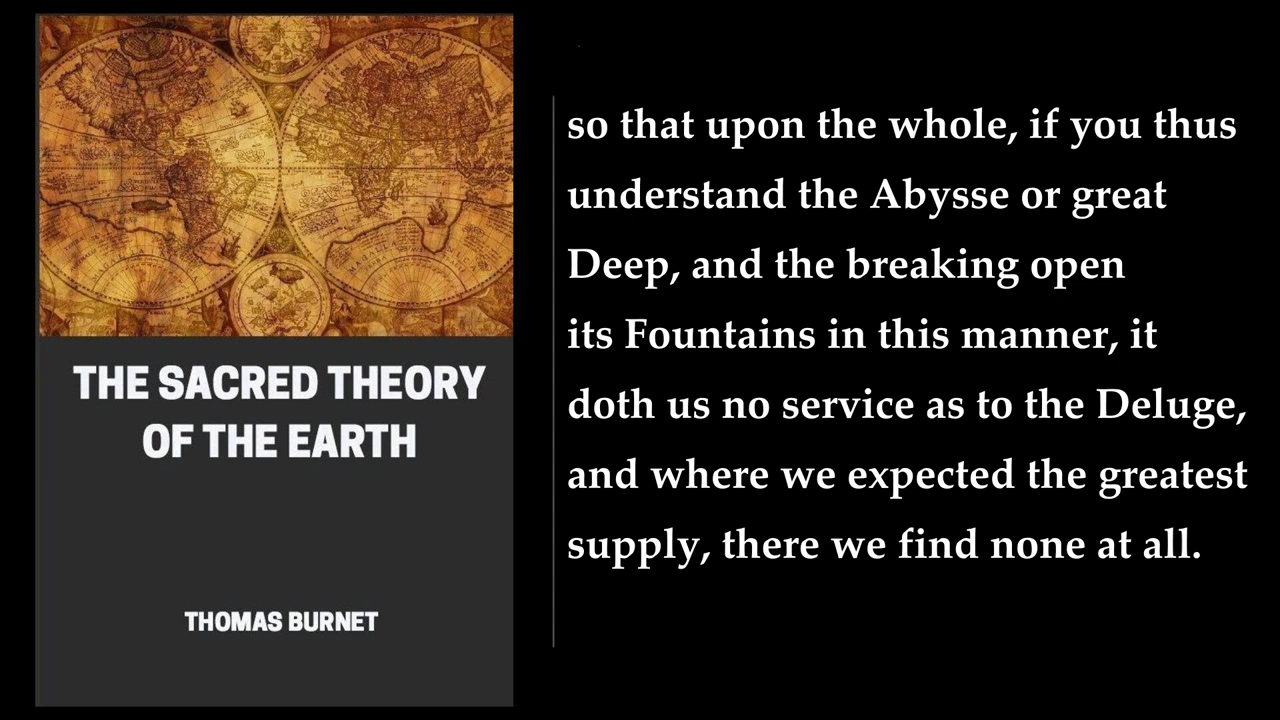 THE SACRED THEORY
OF THE EARTH
THOMAS BURNET
so that upon the whole, if you thus
understand the Abysse or great
Deep, and the breaking open
its Fountains in this manner, it
doth us no service as to the Deluge,
and where we expected the greatest
supply, there we find none at all.